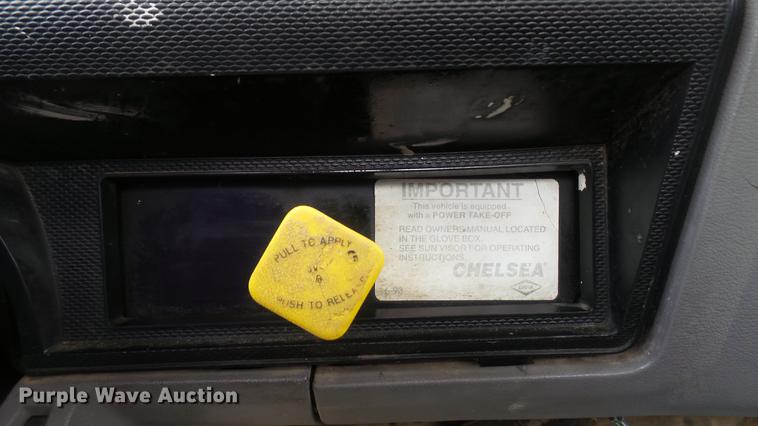 IMPORTANT
This vehicle is equipped
with a POWER TAKE-OFF
READ OWNERS MANUAL LOCATED
IN THE GLOVE BOX.
SEE SUN VISOR FOR OPERATING
INSTRUCTIONS.
CHELSEA
PULL TO APPLY
PUSH TO RELEASE
Purple Wave Auction